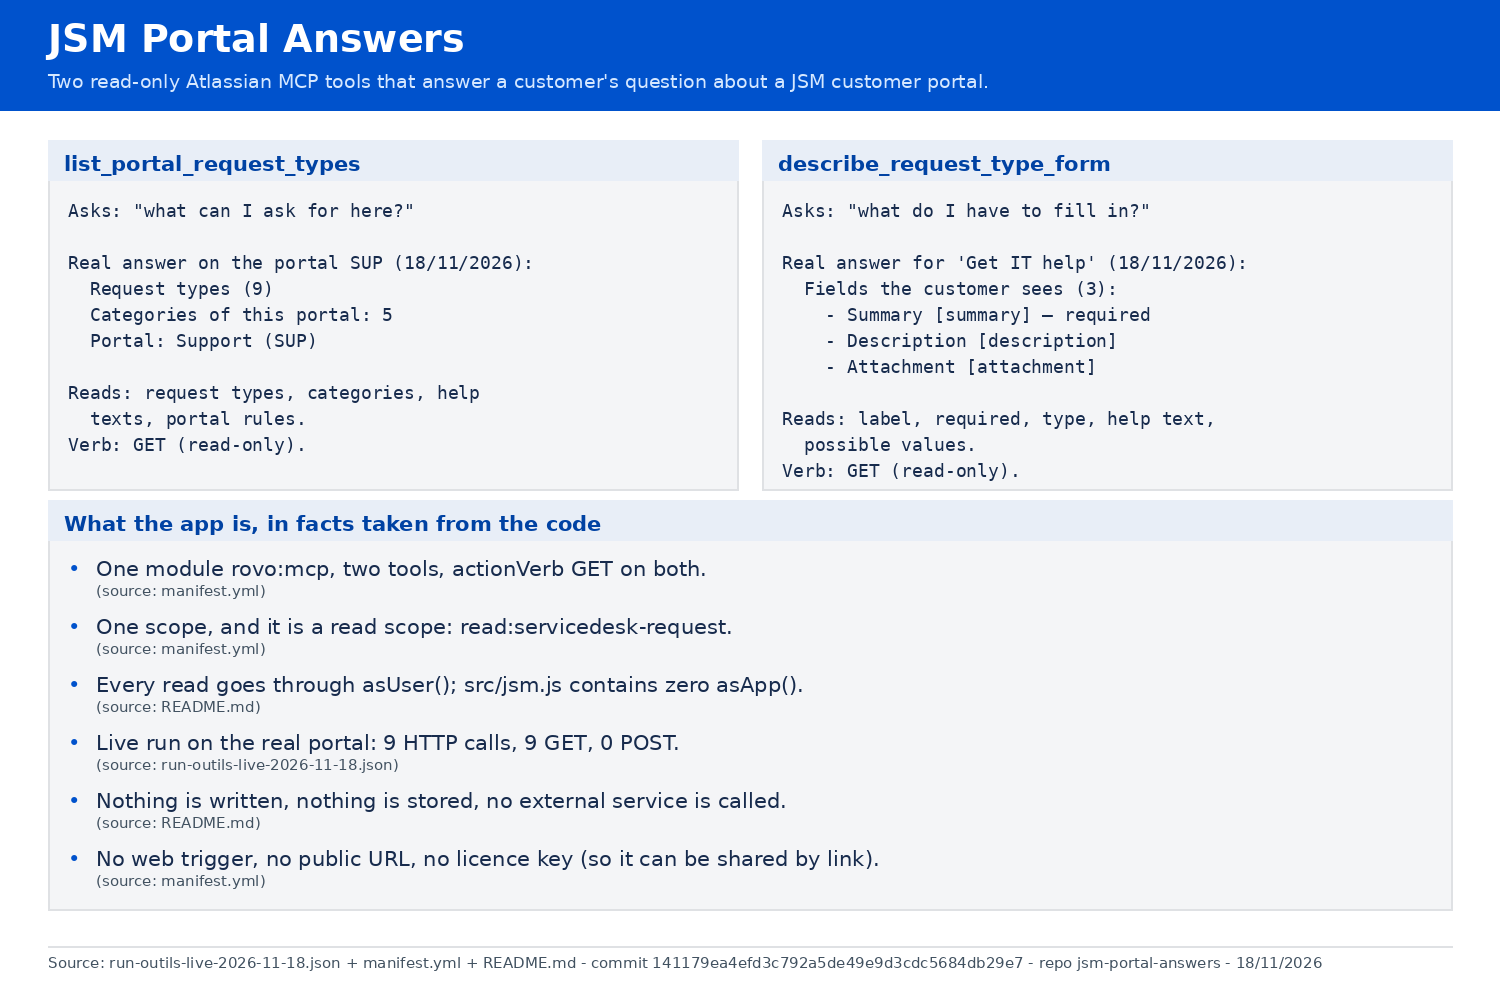 JSM Portal Answers
Two read-only Atlassian MCP tools that answer a customer's question about a JSM customer portal.
list_portal_request_types
Asks: "what can I ask for here?"
Real answer on the portal SUP (18/11/2026):
Request types (9)
Categories of this portal: 5
Portal: Support (SUP)
Reads: request types, categories, help
texts, portal rules.
Verb: GET (read-only).
describe_request_type_form
Asks: "what do I have to fill in?"
Real answer for 'Get IT help' (18/11/2026):
Fields the customer sees (3):
- Summary [summary] — required
- Description [description]
- Attachment [attachment]
Reads: label, required, type, help text,
possible values.
Verb: GET (read-only).
What the app is, in facts taken from the code
• One module rovo:mcp, two tools, actionVerb GET on both.
(source: manifest.yml)
• One scope, and it is a read scope: read:servicedesk-request.
(source: manifest.yml)
• Every read goes through asUser(); src/jsm.js contains zero asApp().
(source: README.md)
• Live run on the real portal: 9 HTTP calls, 9 GET, 0 POST.
(source: run-outils-live-2026-11-18.json)
• Nothing is written, nothing is stored, no external service is called.
(source: README.md)
• No web trigger, no public URL, no licence key (so it can be shared by link).
(source: manifest.yml)
Source: run-outils-live-2026-11-18.json + manifest.yml + README.md - commit 141179ea4efd3c792a5de49e9d3cdc5684db29e7 - repo jsm-portal-answers - 18/11/2026